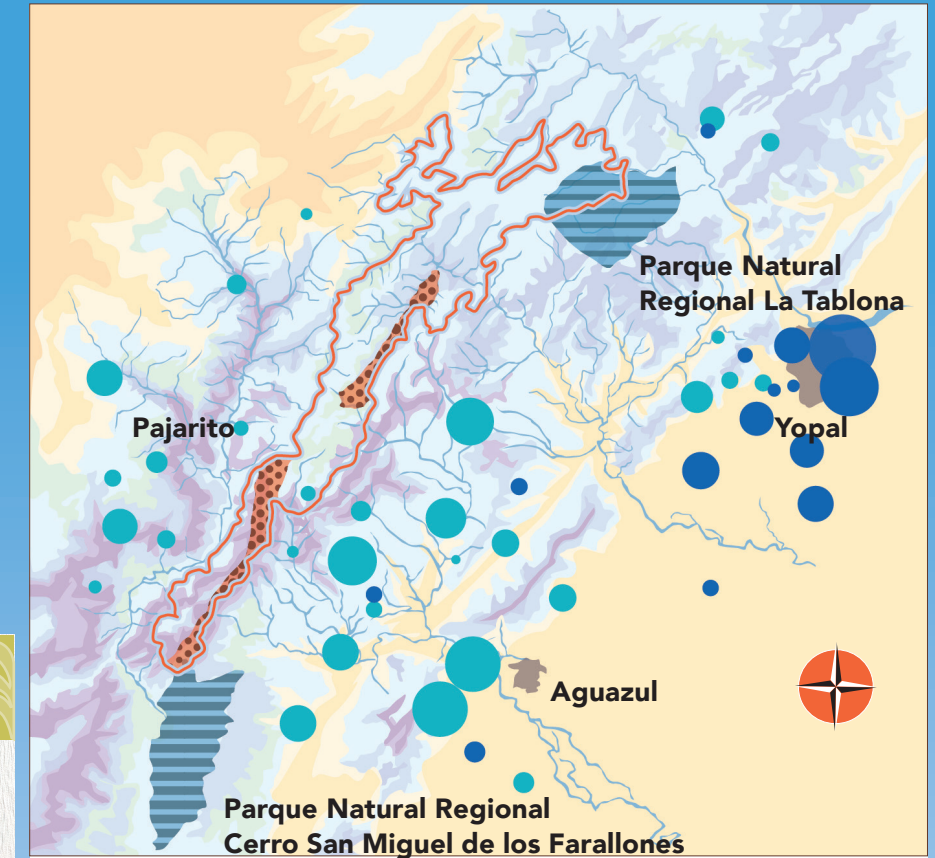 Parque Natural
Regional La Tablona
Pajarito
Yopal
Aguazul
Parque Natural Regional
Cerro San Miguel de los Farallones